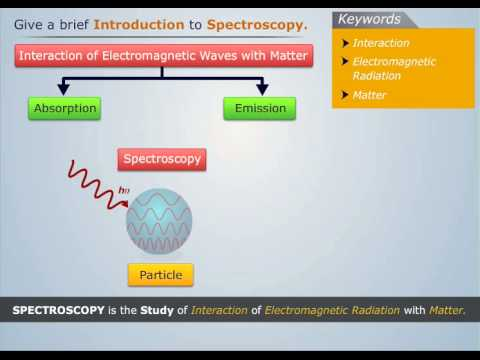 Give a brief Introduction to Spectroscopy.
Keywords
Interaction
Electromagnetic
Radiation
Matter
Interaction of Electromagnetic Waves with Matter
Absorption
Emission
Spectroscopy
hη
Particle
SPECTROSCOPY is the Study of Interaction of Electromagnetic Radiation with Matter.